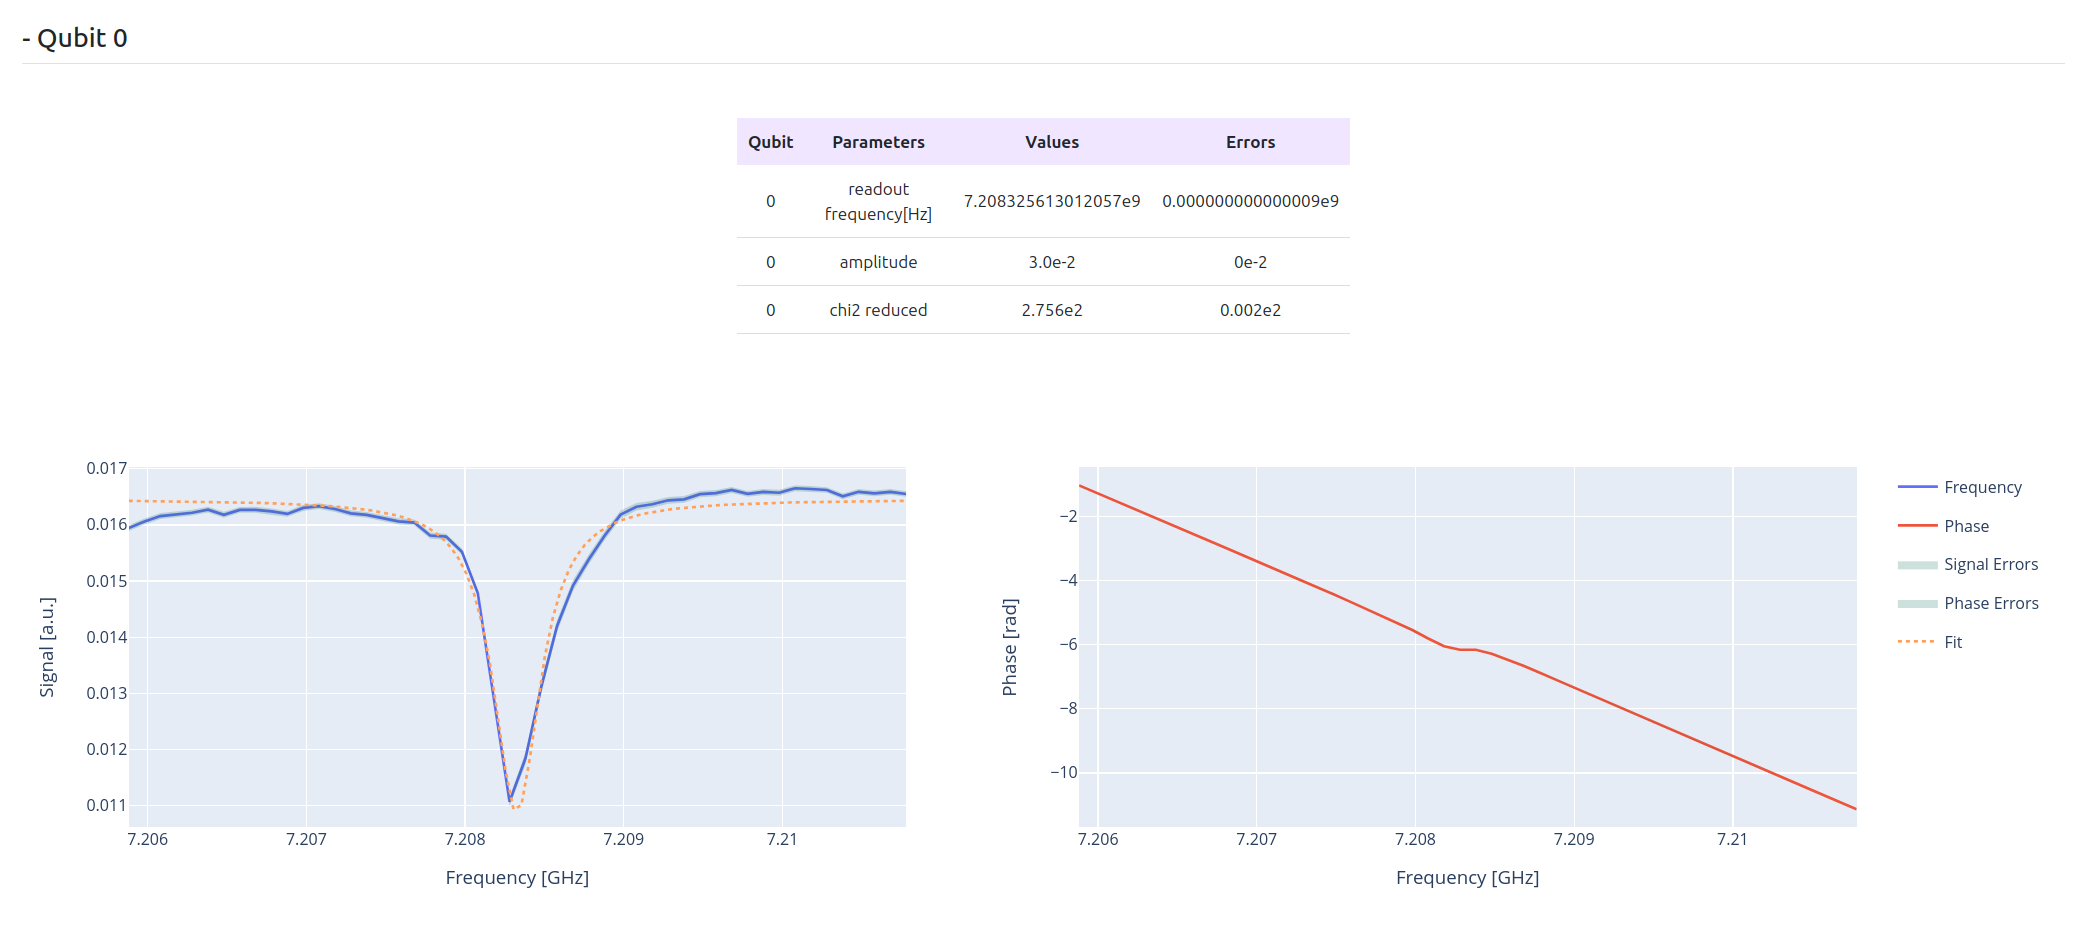 - Qubit 0
Qubit Parameters Values Errors
0 readout frequency[Hz] 7.208325613012057e9 0.000000000000009e9
0 amplitude 3.0e-2 0e-2
0 chi2 reduced 2.756e2 0.002e2
0.017
0.016
0.015
0.014
0.013
0.012
0.011
Signal [a.u.]
7.206 7.207 7.208 7.209 7.21
Frequency [GHz]
−2
−4
−6
−8
−10
Phase [rad]
7.206 7.207 7.208 7.209 7.21
Frequency [GHz]
Frequency
Phase
Signal Errors
Phase Errors
Fit